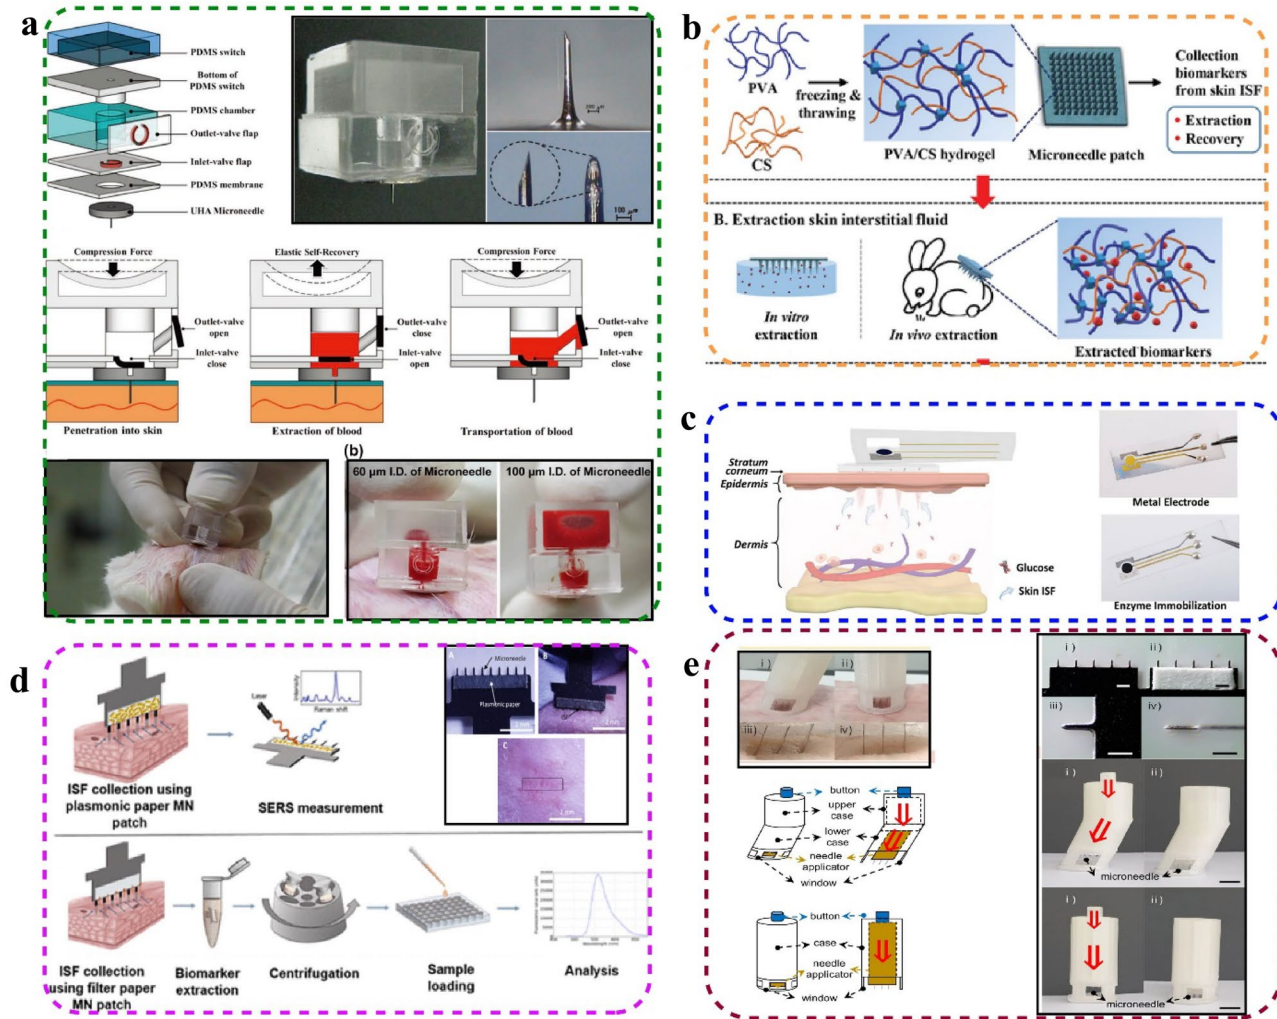 a
PDMS switch
Bottom of
PDMS switch
PDMS chamber
Outlet-valve flap
Inlet-valve flap
PDMS membrane
UHA Microneedle
100 µm
Compression Force
Elastic Self-Recovery
Compression Force
Outlet-valve
open
Inlet-valve
close
Outlet-valve
close
Inlet-valve
open
Outlet-valve
open
Inlet-valve
close
Penetration into skin
Extraction of blood
Transportation of blood
(b)
60 µm I.D. of Microneedle
100 µm I.D. of Microneedle
b
PVA
CS
freezing &
thrawing
PVA/CS hydrogel
Microneedle patch
Collection
biomarkers
from skin ISF
Extraction
Recovery
B. Extraction skin interstitial fluid
In vitro
extraction
In vivo extraction
Extracted biomarkers
c
Stratum
corneum
Epidermis
Dermis
Glucose
Skin ISF
Metal Electrode
Enzyme Immobilization
d
ISF collection using
plasmonic paper MN
patch
Laser
Intensity
Raman shift
SERS measurement
A
Microneedle
Plasmonic paper
B
C
ISF collection
using filter paper
MN patch
Biomarker
extraction
Centrifugation
Sample
loading
Analysis
e
i)
ii)
iii)
iv)
button
upper
case
lower
case
needle
applicator
window
button
case
needle
applicator
window
i)
ii)
iii)
iv)
i)
ii)
microneedle
i)
ii)
microneedle